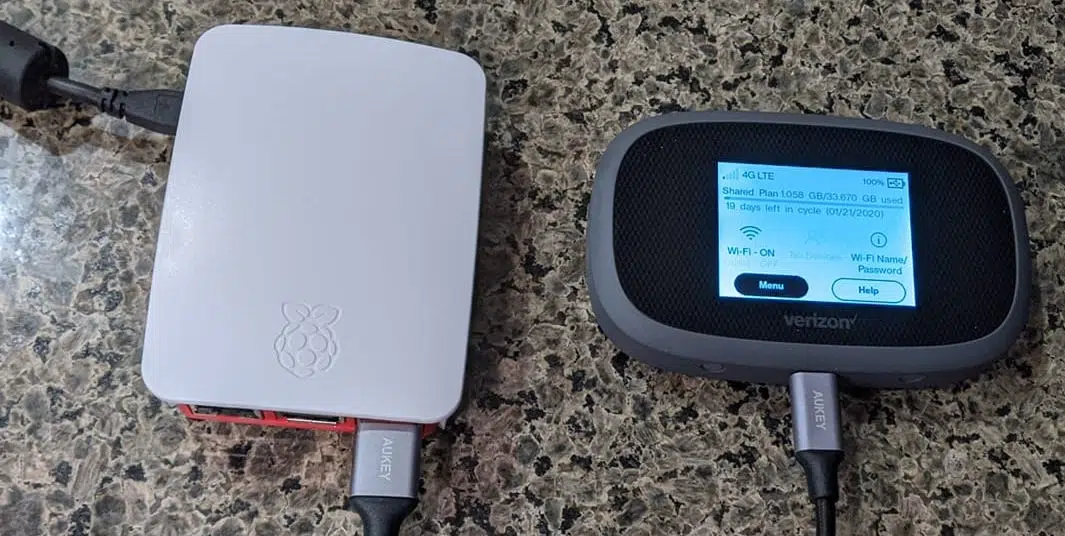 4G LTE 100%
Shared Plan 1.058 GB/33.670 GB used
19 days left in cycle (01/21/2020)
Wi-Fi - ON
Wi-Fi Name/
Password
Menu
Help
verizon
AUKEY
AUKEY